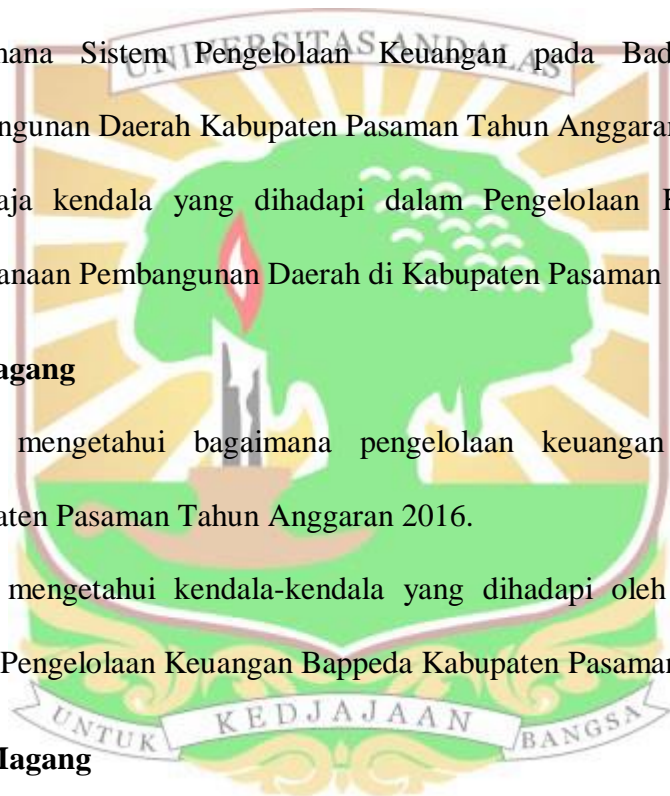 UNIVERSITAS ANDALAS
mana Sistem Pengelolaan Keuangan pada Bad
ngunan Daerah Kabupaten Pasaman Tahun Anggaran
aja kendala yang dihadapi dalam Pengelolaan
anaan Pembangunan Daerah di Kabupaten Pasaman
agang
mengetahui bagaimana pengelolaan keuangan
aten Pasaman Tahun Anggaran 2016.
mengetahui kendala-kendala yang dihadapi oleh
Pengelolaan Keuangan Bappeda Kabupaten Pasaman
UNTUK KEDJAJAAN BANGSA
Magang